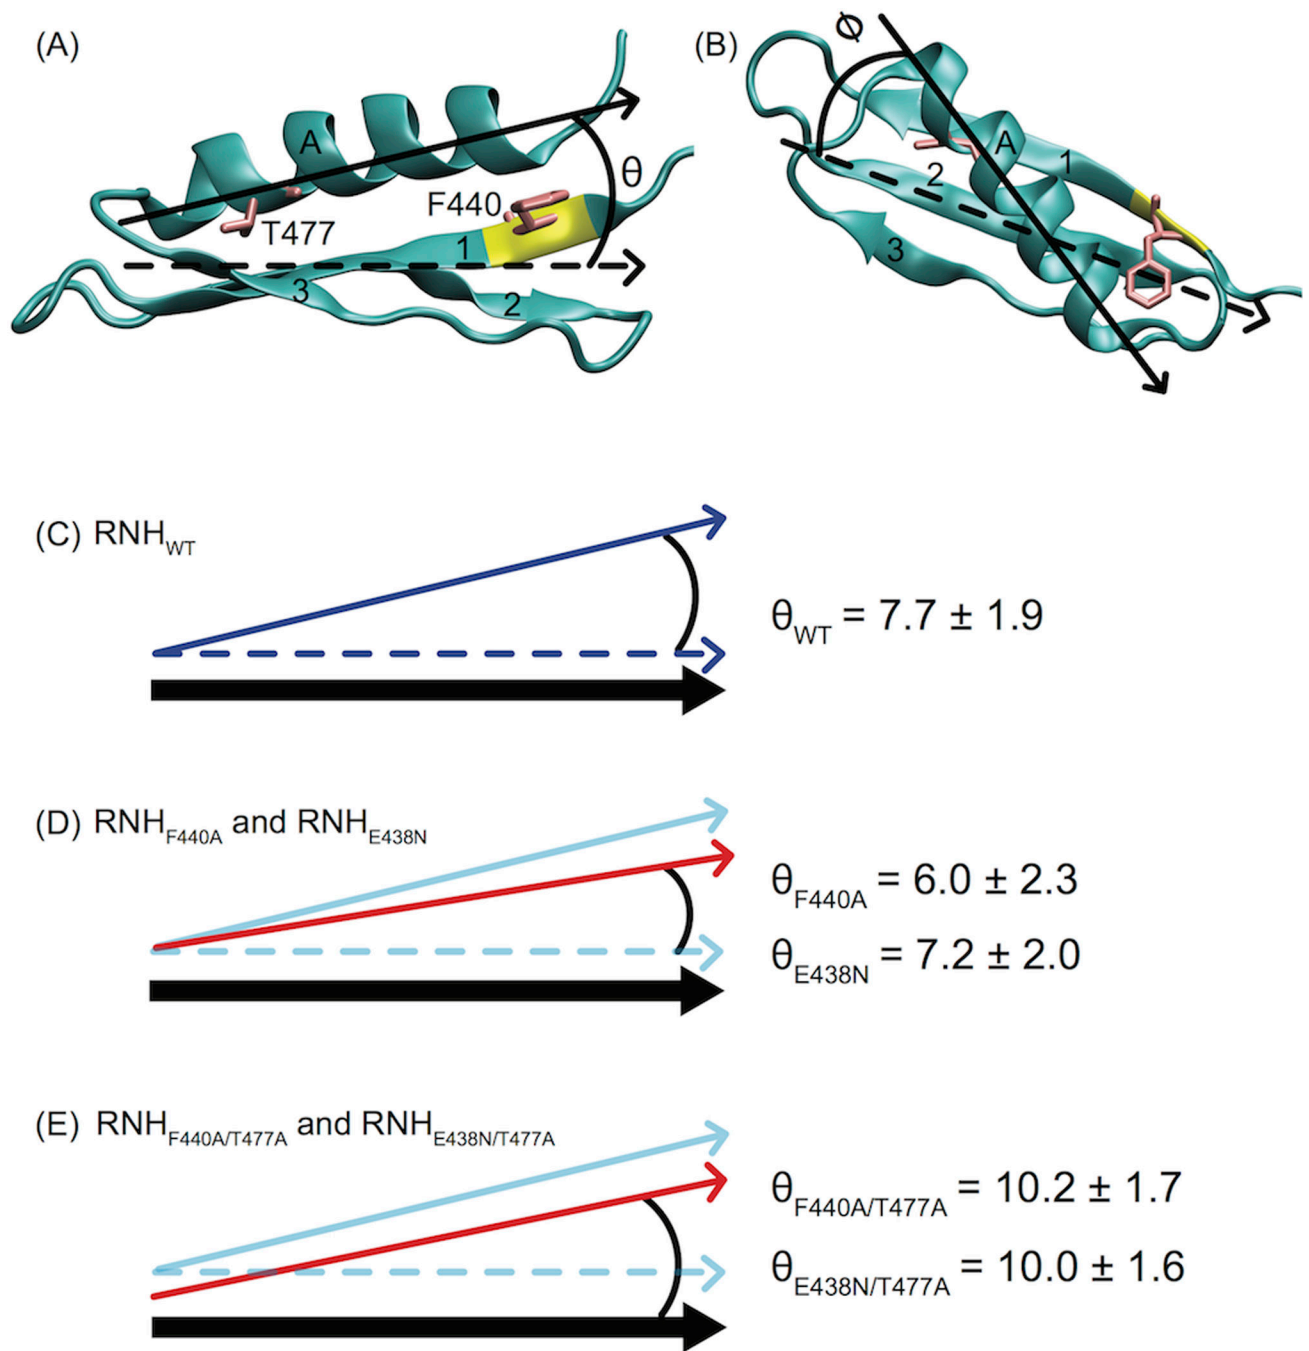 (A)
(B)
ϕ
A
θ
F440
T477
1
3
2
A
1
2
3
(C) RNH_WT
θ_WT = 7.7 ± 1.9
(D) RNH_F440A and RNH_E438N
θ_F440A = 6.0 ± 2.3
θ_E438N = 7.2 ± 2.0
(E) RNH_F440A/T477A and RNH_E438N/T477A
θ_F440A/T477A = 10.2 ± 1.7
θ_E438N/T477A = 10.0 ± 1.6